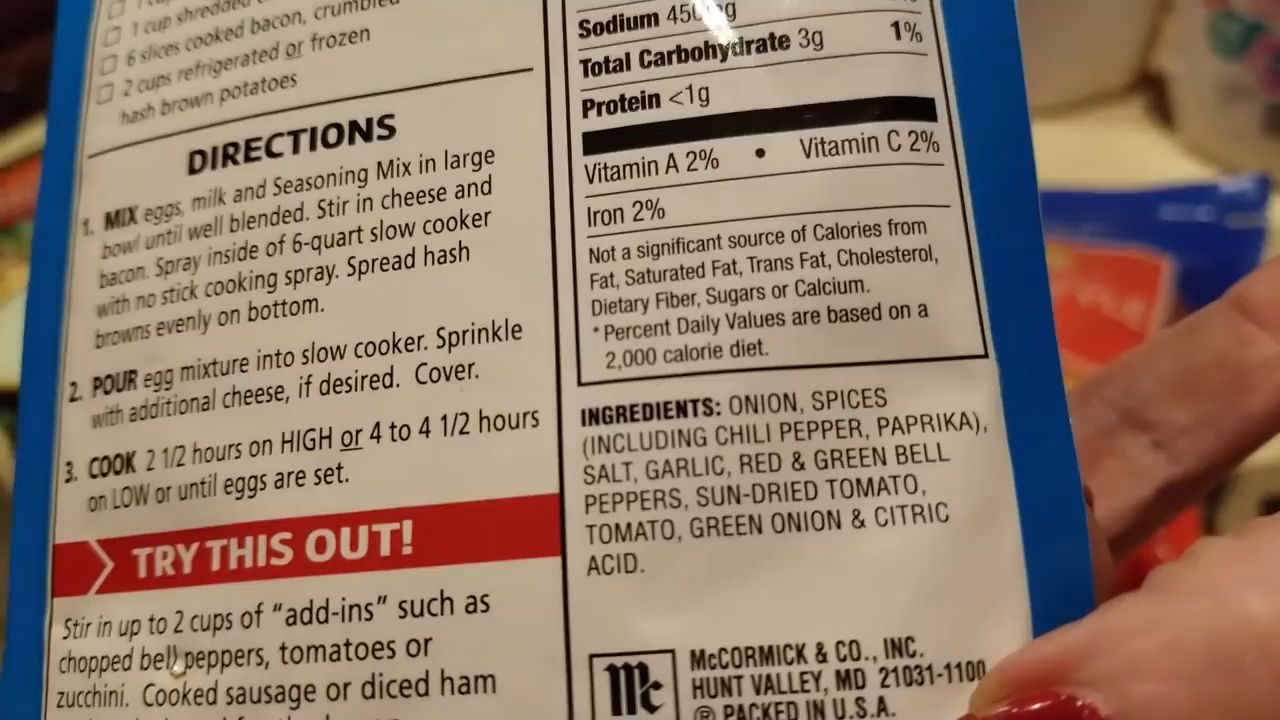 1 cup shredded
6 slices cooked bacon, crumbled
2 cups refrigerated or frozen
hash brown potatoes
DIRECTIONS
1. MIX eggs, milk and Seasoning Mix in large
bowl until well blended. Stir in cheese and
bacon. Spray inside of 6-quart slow cooker
with no stick cooking spray. Spread hash
browns evenly on bottom.
2. POUR egg mixture into slow cooker. Sprinkle
with additional cheese, if desired. Cover.
3. COOK 2 1/2 hours on HIGH or 4 to 4 1/2 hours
on LOW or until eggs are set.
TRY THIS OUT!
Stir in up to 2 cups of “add-ins” such as
chopped bell peppers, tomatoes or
zucchini. Cooked sausage or diced ham
Sodium
Total Carbohydrate 3g 1%
Protein <1g
Vitamin A 2% • Vitamin C 2%
Iron 2%
Not a significant source of Calories from
Fat, Saturated Fat, Trans Fat, Cholesterol,
Dietary Fiber, Sugars or Calcium.
*Percent Daily Values are based on a
2,000 calorie diet.
INGREDIENTS: ONION, SPICES
(INCLUDING CHILI PEPPER, PAPRIKA),
SALT, GARLIC, RED & GREEN BELL
PEPPERS, SUN-DRIED TOMATO,
TOMATO, GREEN ONION & CITRIC
ACID.
Mc
McCORMICK & CO., INC.
HUNT VALLEY, MD 21031-1100
® PACKED IN U.S.A.